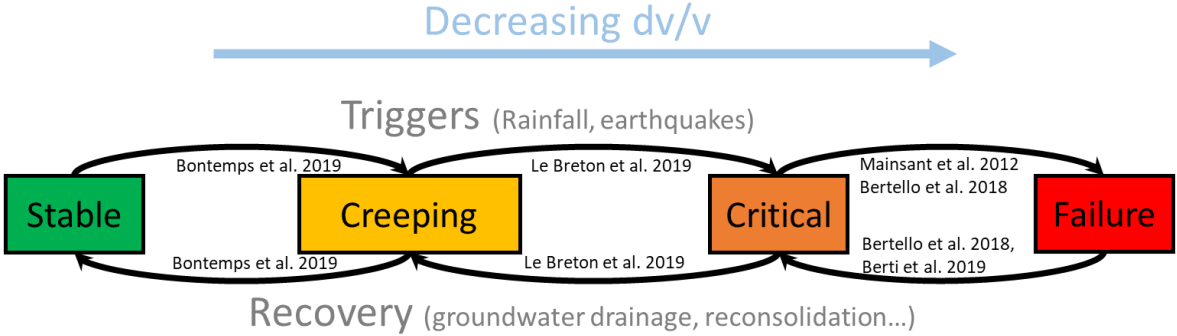 Decreasing dv/v
Triggers (Rainfall, earthquakes)
Bontemps et al. 2019
Le Breton et al. 2019
Mainsant et al. 2012
Bertello et al. 2018
Stable
Creeping
Critical
Failure
Bontemps et al. 2019
Le Breton et al. 2019
Bertello et al. 2018,
Berti et al. 2019
Recovery (groundwater drainage, reconsolidation…)